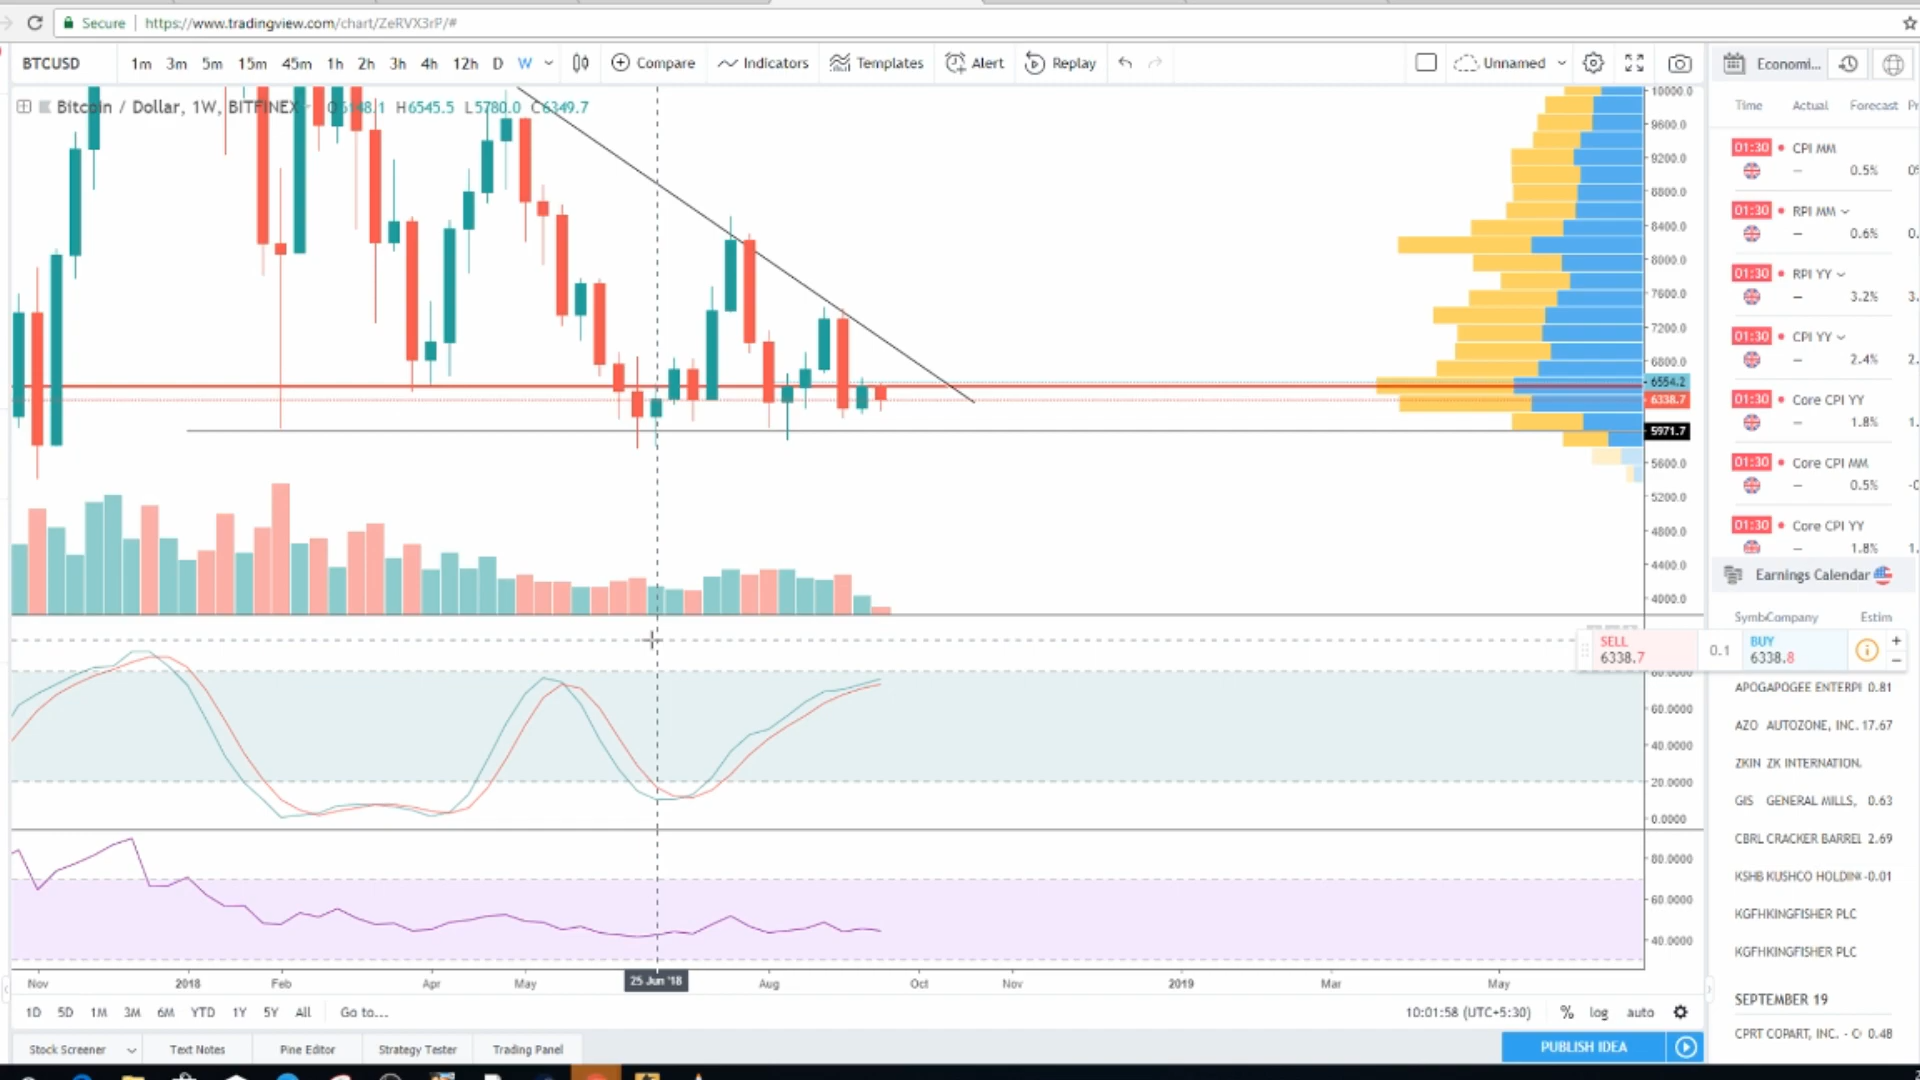 Secure https://www.tradingview.com/chart/ZeRVX3rP/#
BTCUSD 1m 3m 5m 15m 45m 1h 2h 3h 4h 12h D W Compare Indicators Templates Alert Replay Unnamed Economi...
Bitcoin / Dollar, 1W, BITFINEX H6545.5 L5780.0 C6349.7
Time Actual Forecast Pr
10000.0
9600.0
9200.0
8800.0
8400.0
8000.0
7600.0
7200.0
6800.0
6554.2
6338.7
5971.7
5600.0
5200.0
4800.0
4400.0
4000.0
01:30 CPI MM
– 0.5%
01:30 RPI MM
– 0.6% 0.
01:30 RPI YY
– 3.2% 3.
01:30 CPI YY
– 2.4% 2.
01:30 Core CPI YY
– 1.8% 1.
01:30 Core CPI MM
– 0.5% -0
01:30 Core CPI YY
– 1.8% 1.
Earnings Calendar
Company Estim
SELL
6338.7
0.1
BUY
6338.8
60.0000
40.0000
20.0000
0.0000
80.0000
60.0000
40.0000
APOGAPOGEE ENTERPI 0.81
AZO AUTOZONE, INC. 17.67
ZKIN ZK INTERNATION.
GIS GENERAL MILLS, 0.63
CBRL CRACKER BARREL 2.69
KSHB KUSHCO HOLDIN -0.01
KGFHKINGFISHER PLC
KGFHKINGFISHER PLC
SEPTEMBER 19
CPRT COPART, INC. - 0.48
Nov 2018 Feb Apr May 25 Jun '18 Aug Oct Nov 2019 Mar May
1D 5D 1M 3M 6M YTD 1Y 5Y All Go to... 10:01:58 (UTC+5:30) % log auto
Stock Screener Text Notes Pine Editor Strategy Tester Trading Panel PUBLISH IDEA